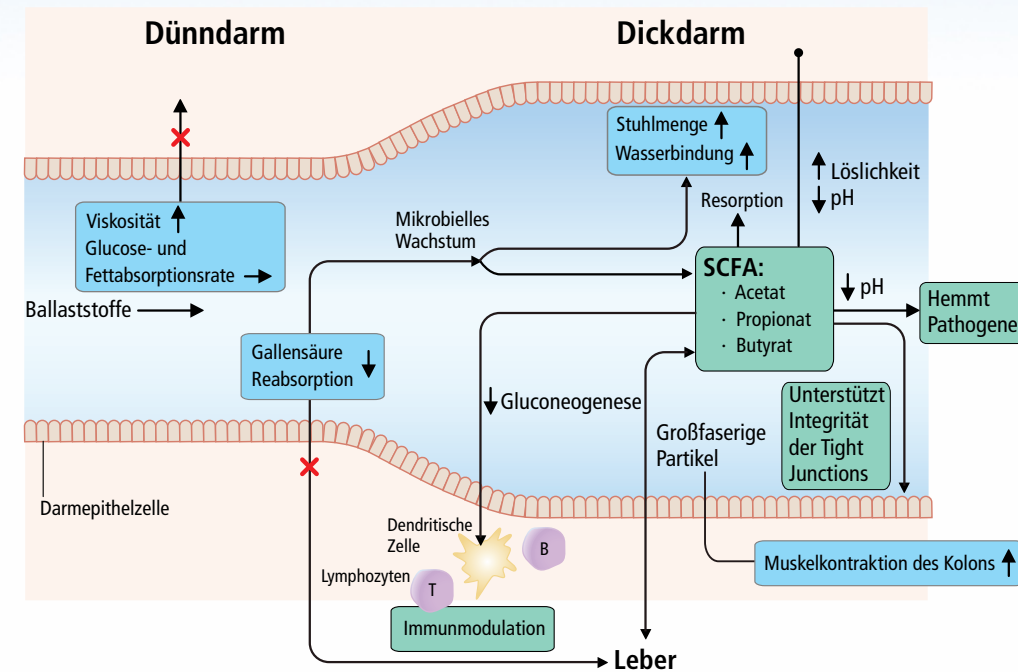 Dünndarm
Dickdarm
Stuhlmenge
Wasserbindung
Löslichkeit
pH
Viskosität
Glucose- und
Fettabsorptionsrate
Mikrobielles
Wachstum
Resorption
SCFA:
· Acetat
· Propionat
· Butyrat
pH
Hemmt
Pathogene
Ballaststoffe
Gallensäure
Reabsorption
Gluconeogenese
Unterstützt
Integrität
der Tight
Junctions
Großfaserige
Partikel
Darmepithelzelle
Dendritische
Zelle
B
Lymphozyten
T
Muskelkontraktion des Kolons
Immunmodulation
Leber